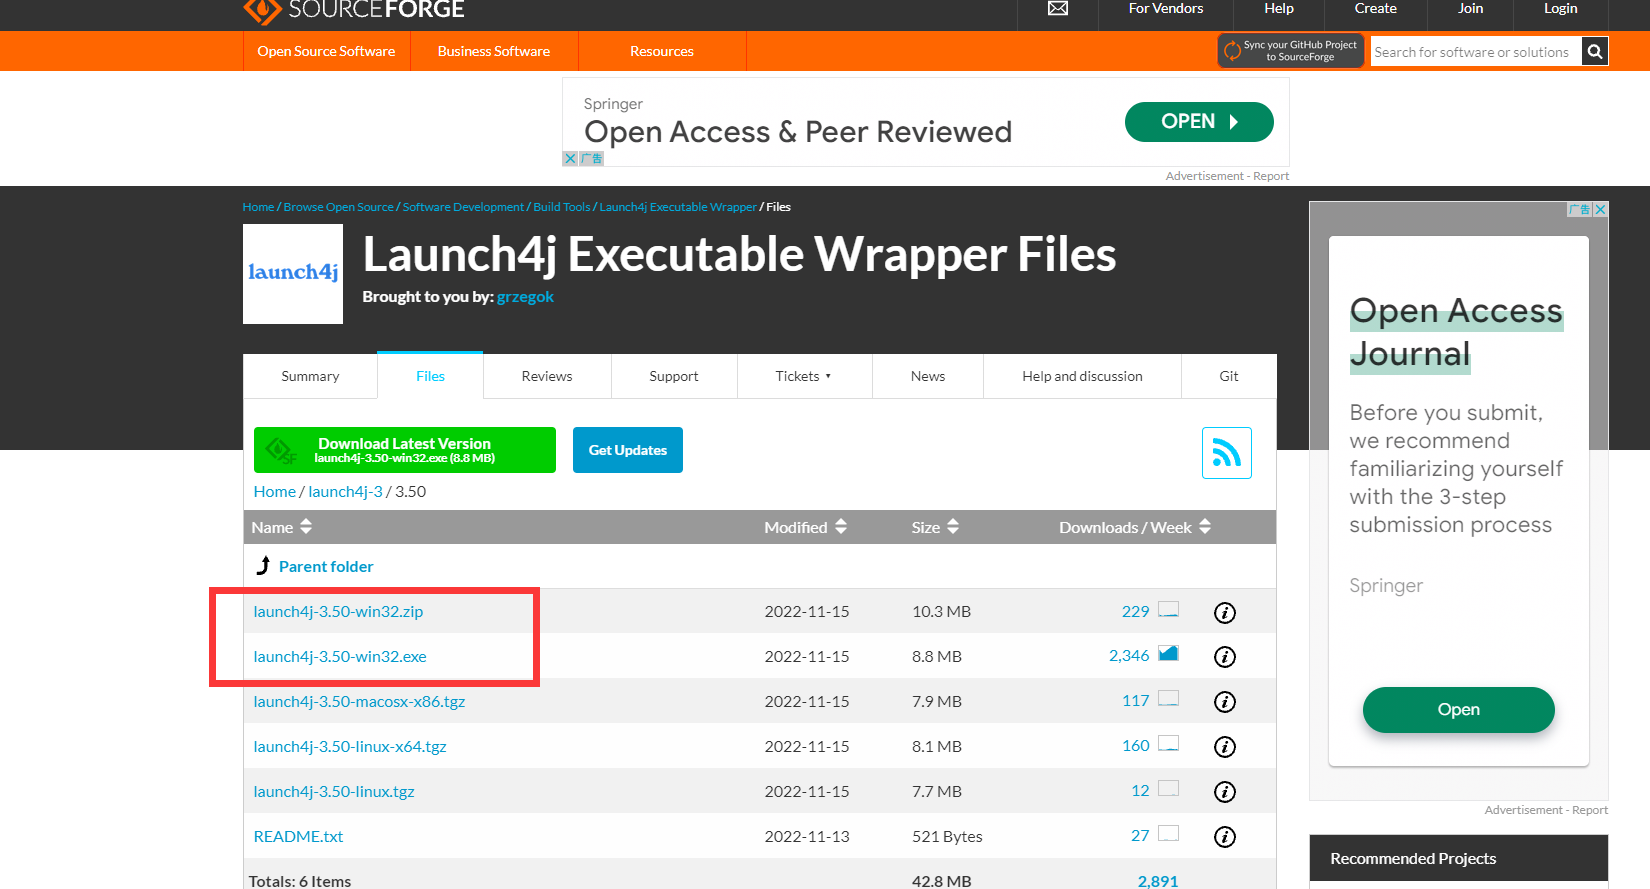 SOURCEFORGE
For Vendors
Help
Create
Join
Login
Open Source Software
Business Software
Resources
Sync your GitHub Project
to SourceForge
Search for software or solutions
Springer
Open Access & Peer Reviewed
OPEN
广告
Advertisement - Report
Home / Browse Open Source / Software Development / Build Tools / Launch4j Executable Wrapper / Files
launch4j
Launch4j Executable Wrapper Files
Brought to you by: grzegok
Summary
Files
Reviews
Support
Tickets
News
Help and discussion
Git
SF
Download Latest Version
launch4j-3.50-win32.exe (8.8 MB)
Get Updates
Home / launch4j-3 / 3.50
Name Modified Size Downloads / Week
Parent folder
launch4j-3.50-win32.zip 2022-11-15 10.3 MB 229 i
launch4j-3.50-win32.exe 2022-11-15 8.8 MB 2,346 i
launch4j-3.50-macosx-x86.tgz 2022-11-15 7.9 MB 117 i
launch4j-3.50-linux-x64.tgz 2022-11-15 8.1 MB 160 i
launch4j-3.50-linux.tgz 2022-11-15 7.7 MB 12 i
README.txt 2022-11-13 521 Bytes 27 i
Totals: 6 Items 42.8 MB 2,891
广告
Open Access
Journal
Before you submit,
we recommend
familiarizing yourself
with the 3-step
submission process
Springer
Open
Advertisement - Report
Recommended Projects